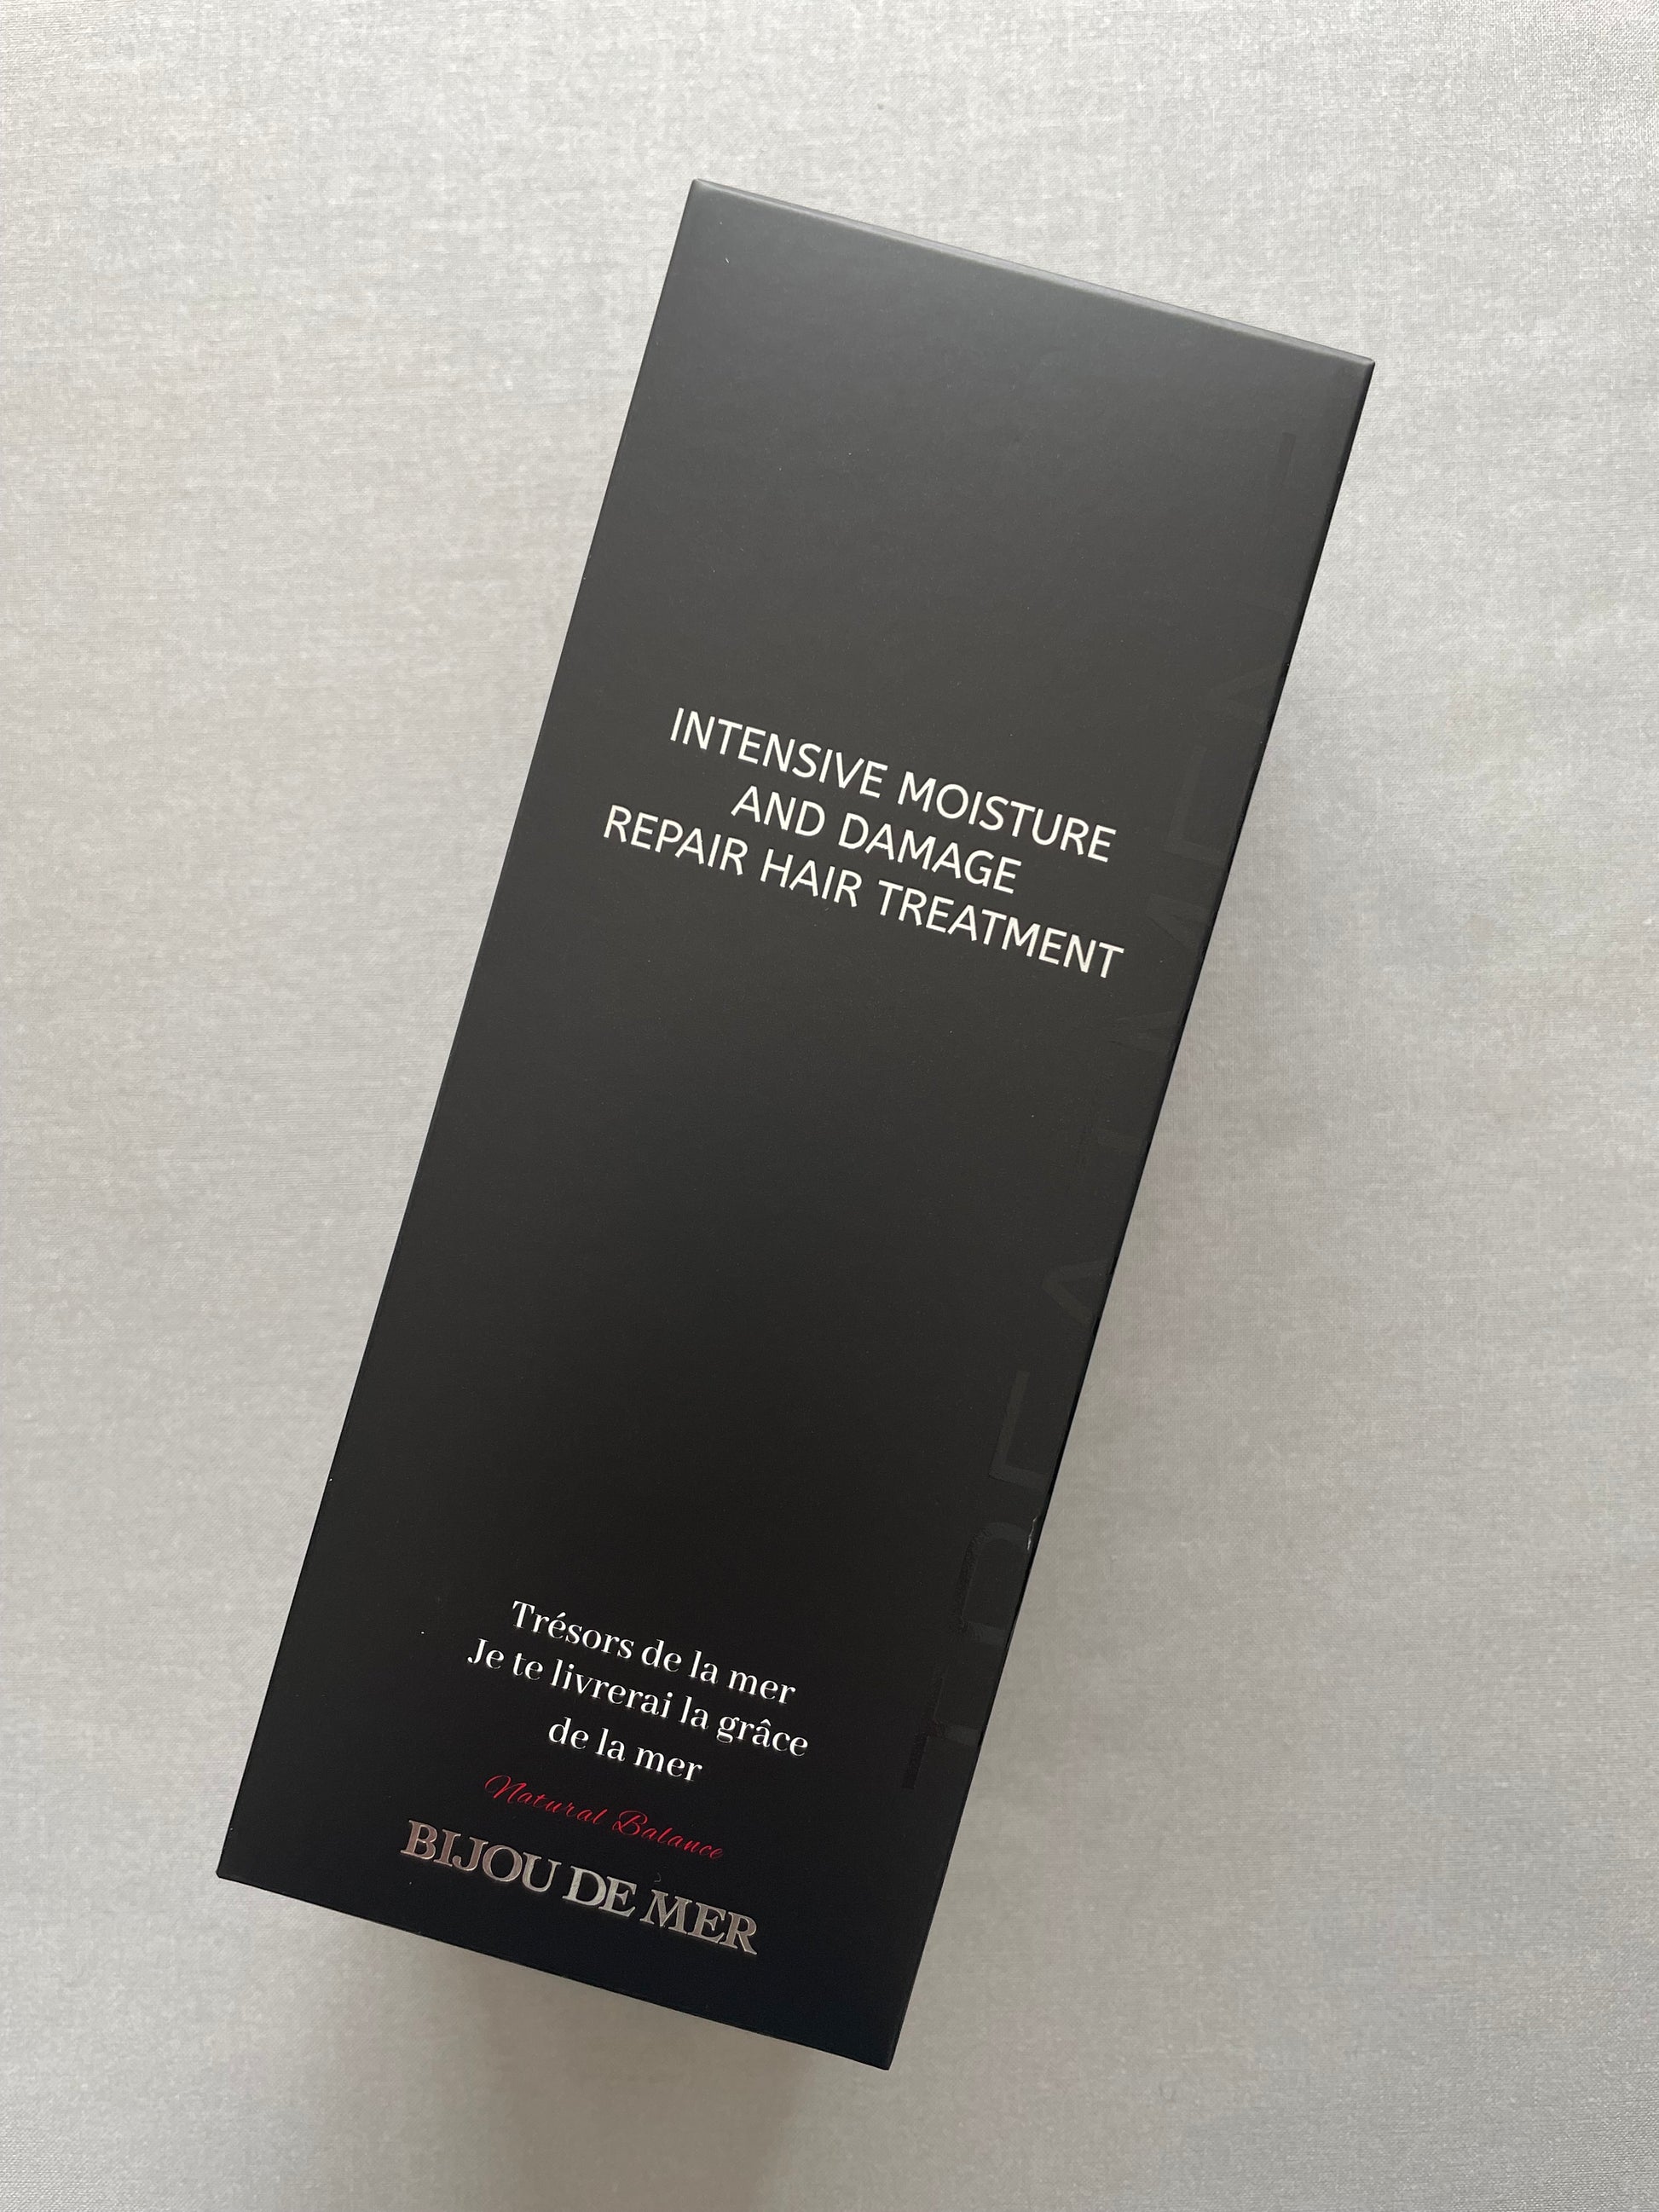 INTENSIVE MOISTURE
AND DAMAGE
REPAIR HAIR TREATMENT
Trésors de la mer
Je te livrerai la grâce
de la mer
Natural Balance
BIJOU DE MER